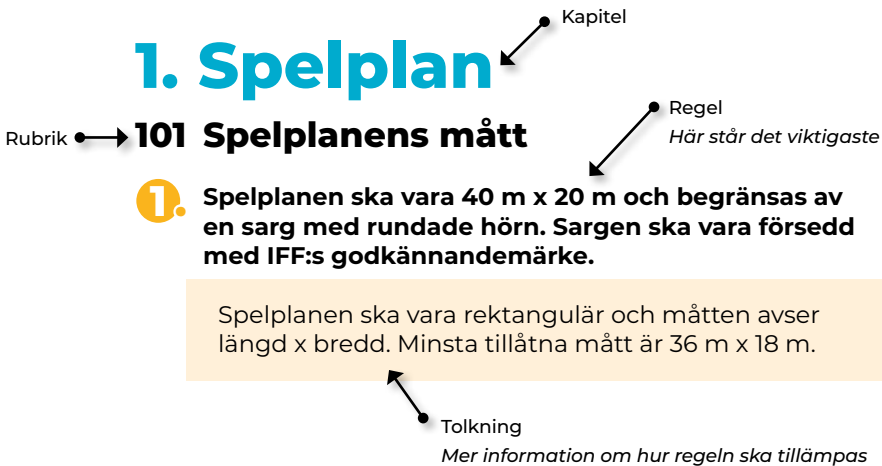 Kapitel
1. Spelplan
Rubrik
101 Spelplanens mått
Regel
Här står det viktigaste
1.
Spelplanen ska vara 40 m x 20 m och begränsas av
en sarg med rundade hörn. Sargen ska vara försedd
med IFF:s godkännandemärke.
Spelplanen ska vara rektangulär och måtten avser
längd x bredd. Minsta tillåtna mått är 36 m x 18 m.
Tolkning
Mer information om hur regeln ska tillämpas